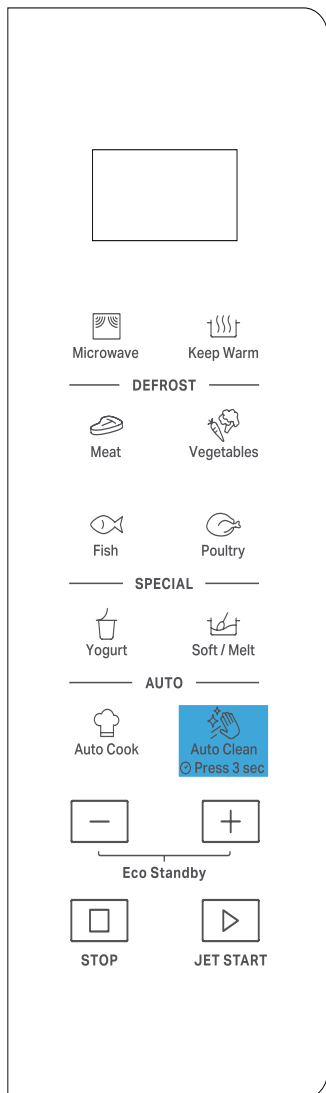 Microwave Keep Warm
DEFROST
Meat Vegetables
Fish Poultry
SPECIAL
Yogurt Soft / Melt
AUTO
Auto Cook Auto Clean
Press 3 sec
Eco Standby
STOP JET START